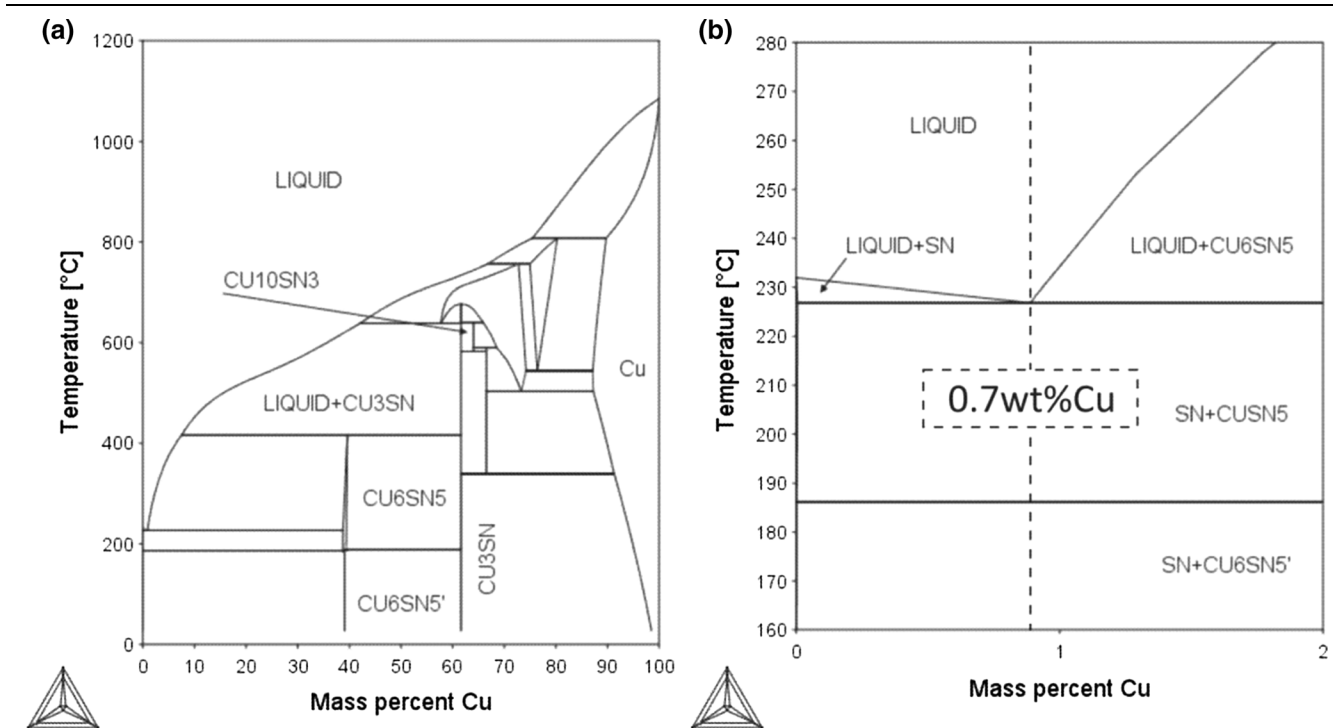 (a)
1200
1000
800
600
400
200
0
Temperature [°C]
LIQUID
CU10SN3
LIQUID+CU3SN
CU6SN5
CU6SN5'
CU3SN
Cu
0 10 20 30 40 50 60 70 80 90 100
Mass percent Cu
(b)
280
270
260
250
240
230
220
210
200
190
180
170
160
Temperature [°C]
LIQUID
LIQUID+SN
LIQUID+CU6SN5
0.7wt%Cu
SN+CUSN5
SN+CU6SN5'
0 1 2
Mass percent Cu